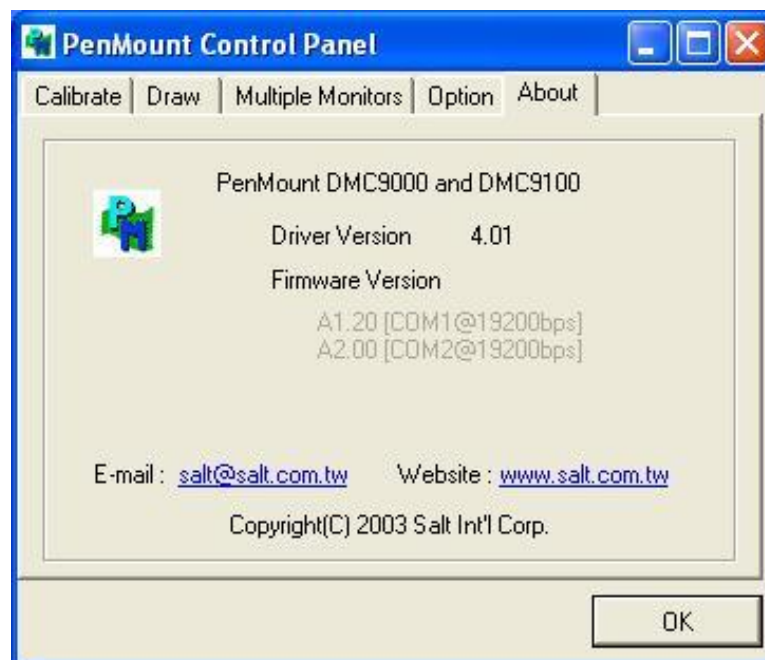 PenMount Control Panel
Calibrate Draw Multiple Monitors Option About
PM
PenMount DMC9000 and DMC9100
Driver Version 4.01
Firmware Version
A1.20 [COM1@19200bps]
A2.00 [COM2@19200bps]
E-mail : salt@salt.com.tw Website : www.salt.com.tw
Copyright(C) 2003 Salt Int'l Corp.
OK